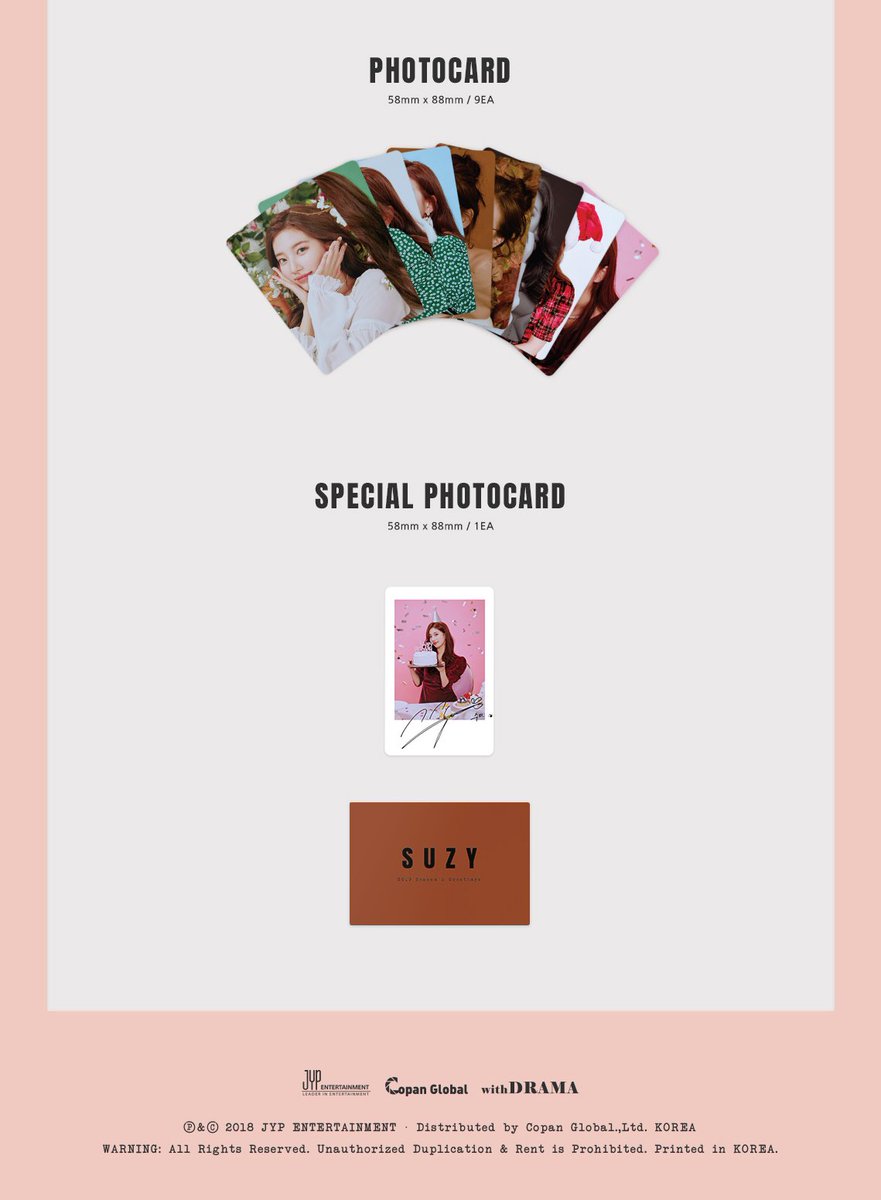 PHOTOCARD
58mm x 88mm / 9EA
SPECIAL PHOTOCARD
58mm x 88mm / 1EA
SUZY
JYP ENTERTAINMENT
LEADER IN ENTERTAINMENT
Copan Global
withDRAMA
Ⓟ&Ⓒ 2018 JYP ENTERTAINMENT · Distributed by Copan Global.,Ltd. KOREA
WARNING: All Rights Reserved. Unauthorized Duplication & Rent is Prohibited. Printed in KOREA.